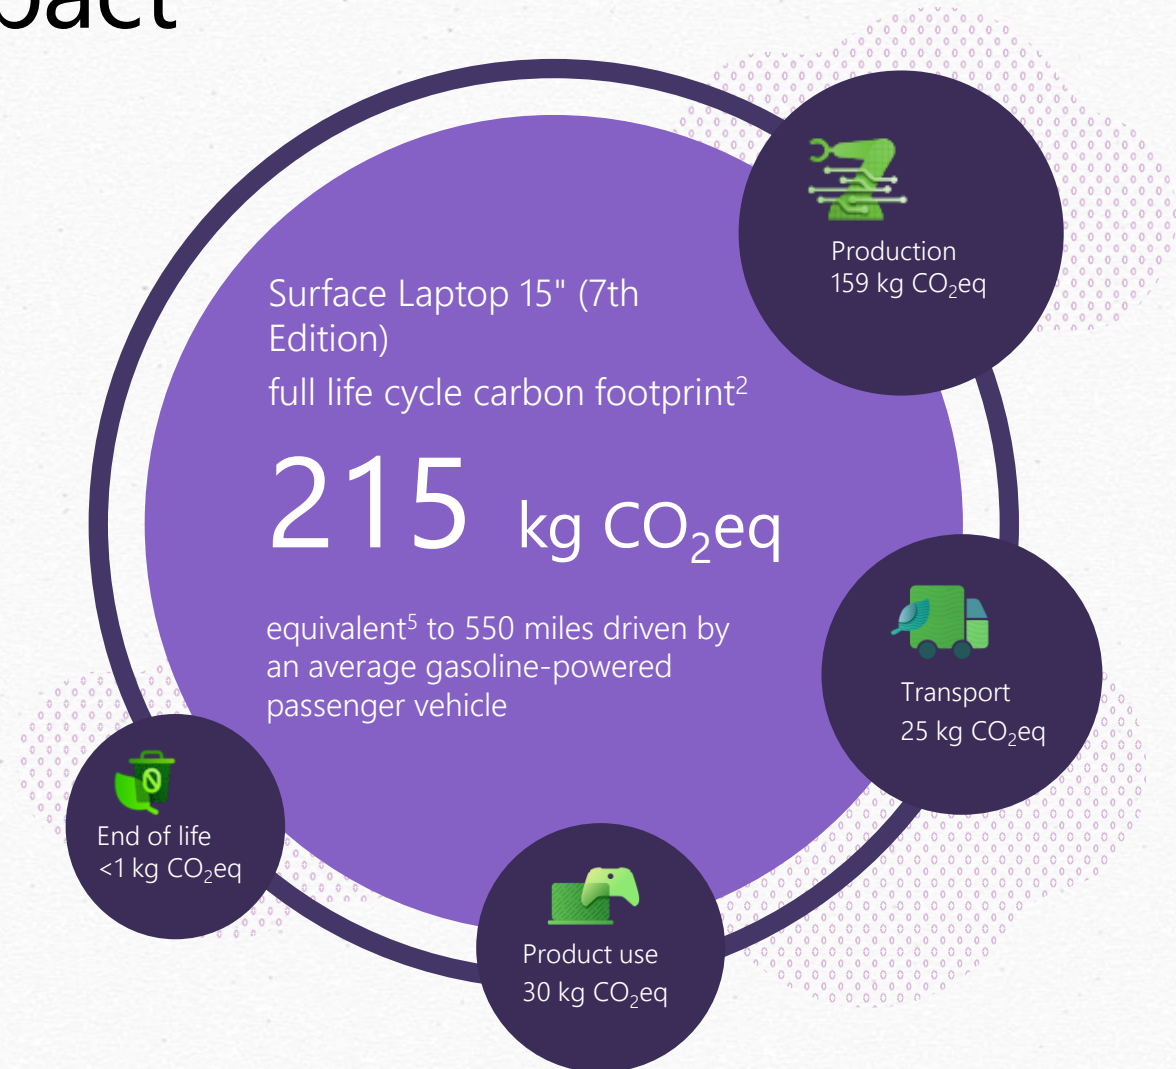 Surface Laptop 15" (7th
Edition)
full life cycle carbon footprint²
215 kg CO₂eq
equivalent⁵ to 550 miles driven by
an average gasoline-powered
passenger vehicle
Production
159 kg CO₂eq
Transport
25 kg CO₂eq
Product use
30 kg CO₂eq
End of life
<1 kg CO₂eq